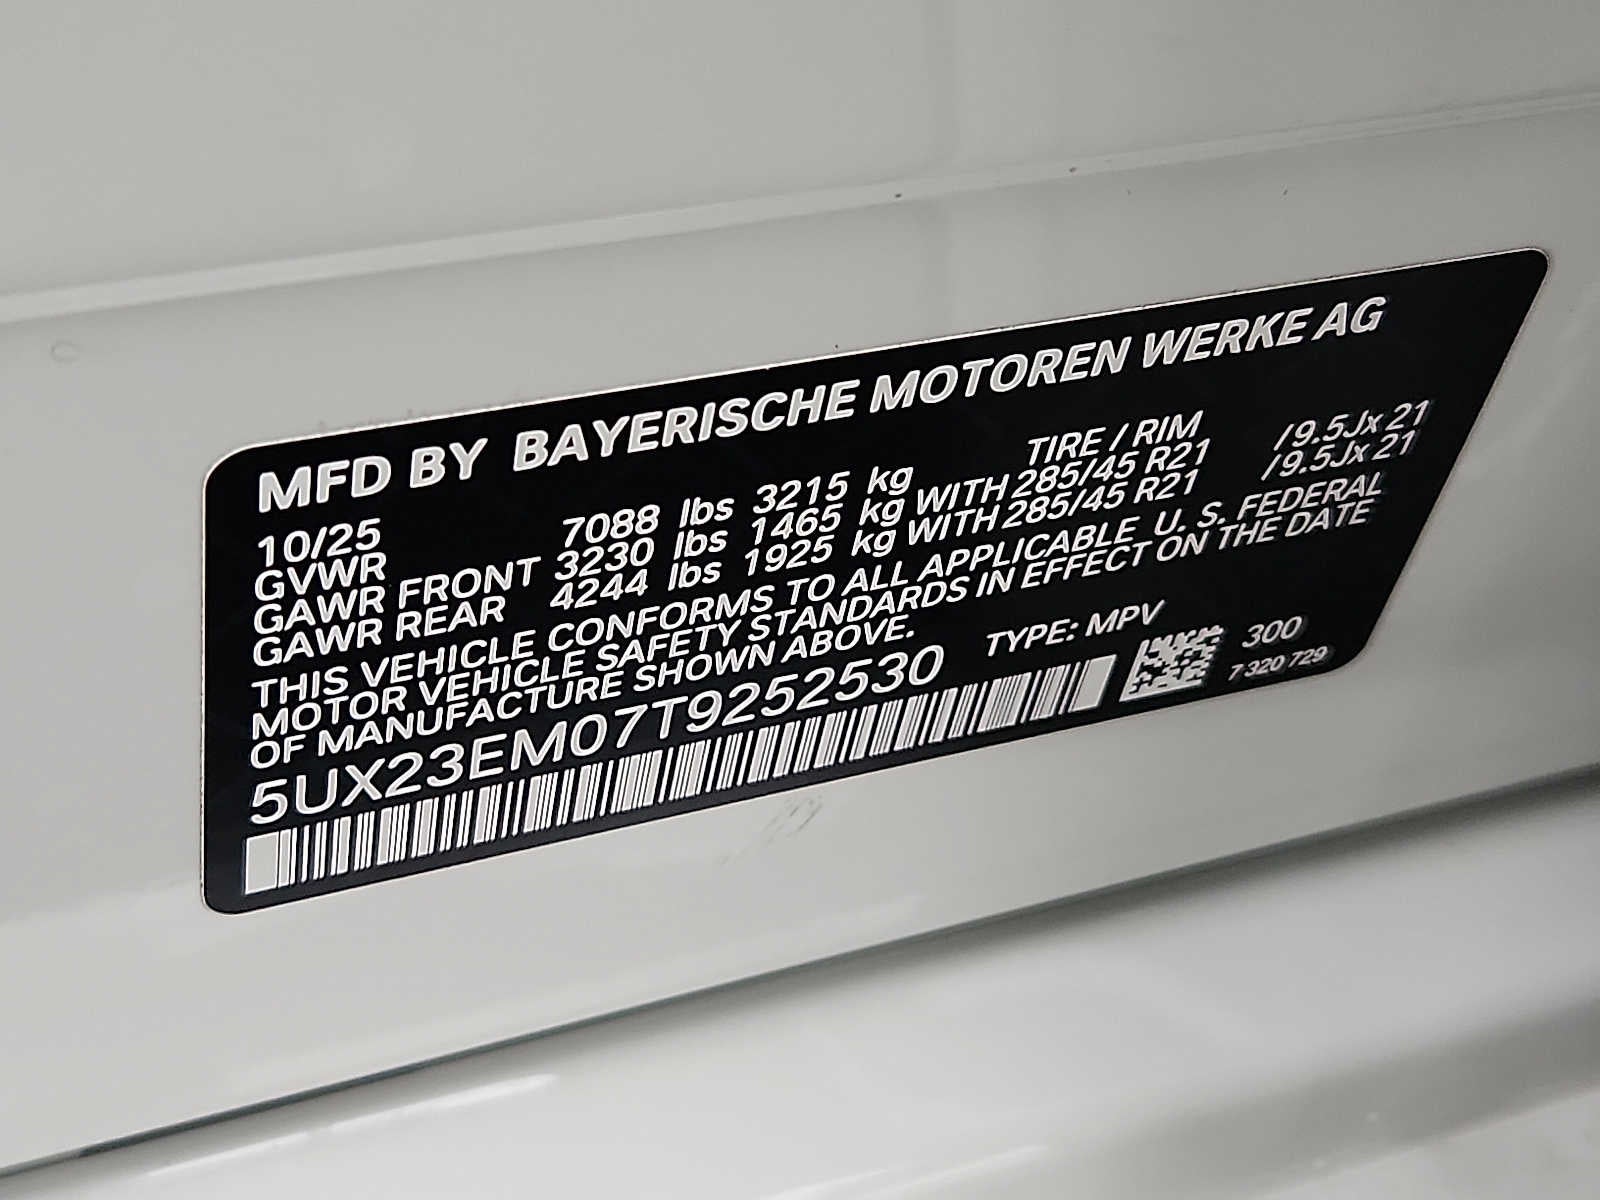 MFD BY BAYERISCHE MOTOREN WERKE AG
10/25 TIRE / RIM
GVWR 7088 lbs 3215 kg
GAWR FRONT 3230 lbs 1465 kg WITH 285/45 R21 /9.5Jx21
GAWR REAR 4244 lbs 1925 kg WITH 285/45 R21 /9.5Jx21
THIS VEHICLE CONFORMS TO ALL APPLICABLE U. S. FEDERAL
MOTOR VEHICLE SAFETY STANDARDS IN EFFECT ON THE DATE
OF MANUFACTURE SHOWN ABOVE.
5UX23EM07T9252530 TYPE: MPV
300
7 320 729